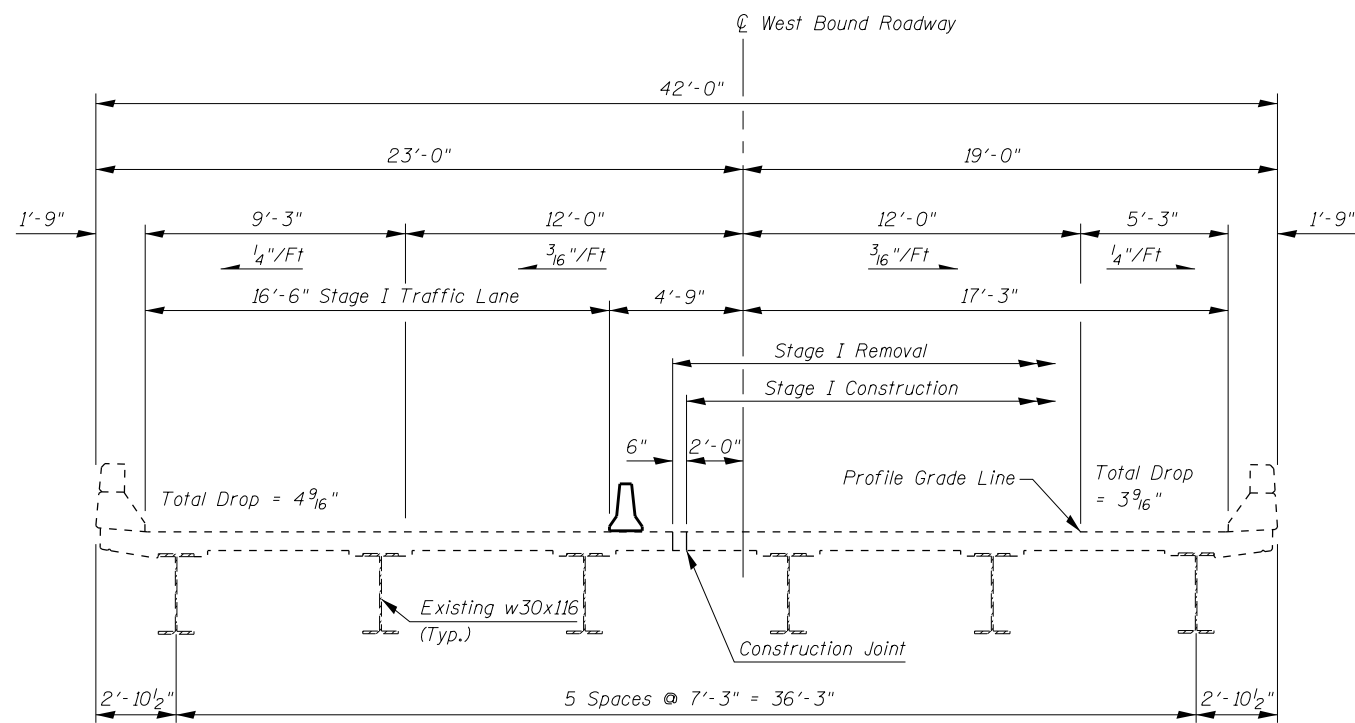 ℄ West Bound Roadway
42'-0"
23'-0"
19'-0"
1'-9"
9'-3"
12'-0"
12'-0"
5'-3"
1'-9"
1/4"/Ft
3/16"/Ft
3/16"/Ft
1/4"/Ft
16'-6" Stage I Traffic Lane
4'-9"
17'-3"
Stage I Removal
Stage I Construction
6"
2'-0"
Profile Grade Line
Total Drop
= 3 9/16"
Total Drop = 4 9/16"
Existing w30x116
(Typ.)
Construction Joint
2'-10 1/2"
5 Spaces @ 7'-3" = 36'-3"
2'-10 1/2"